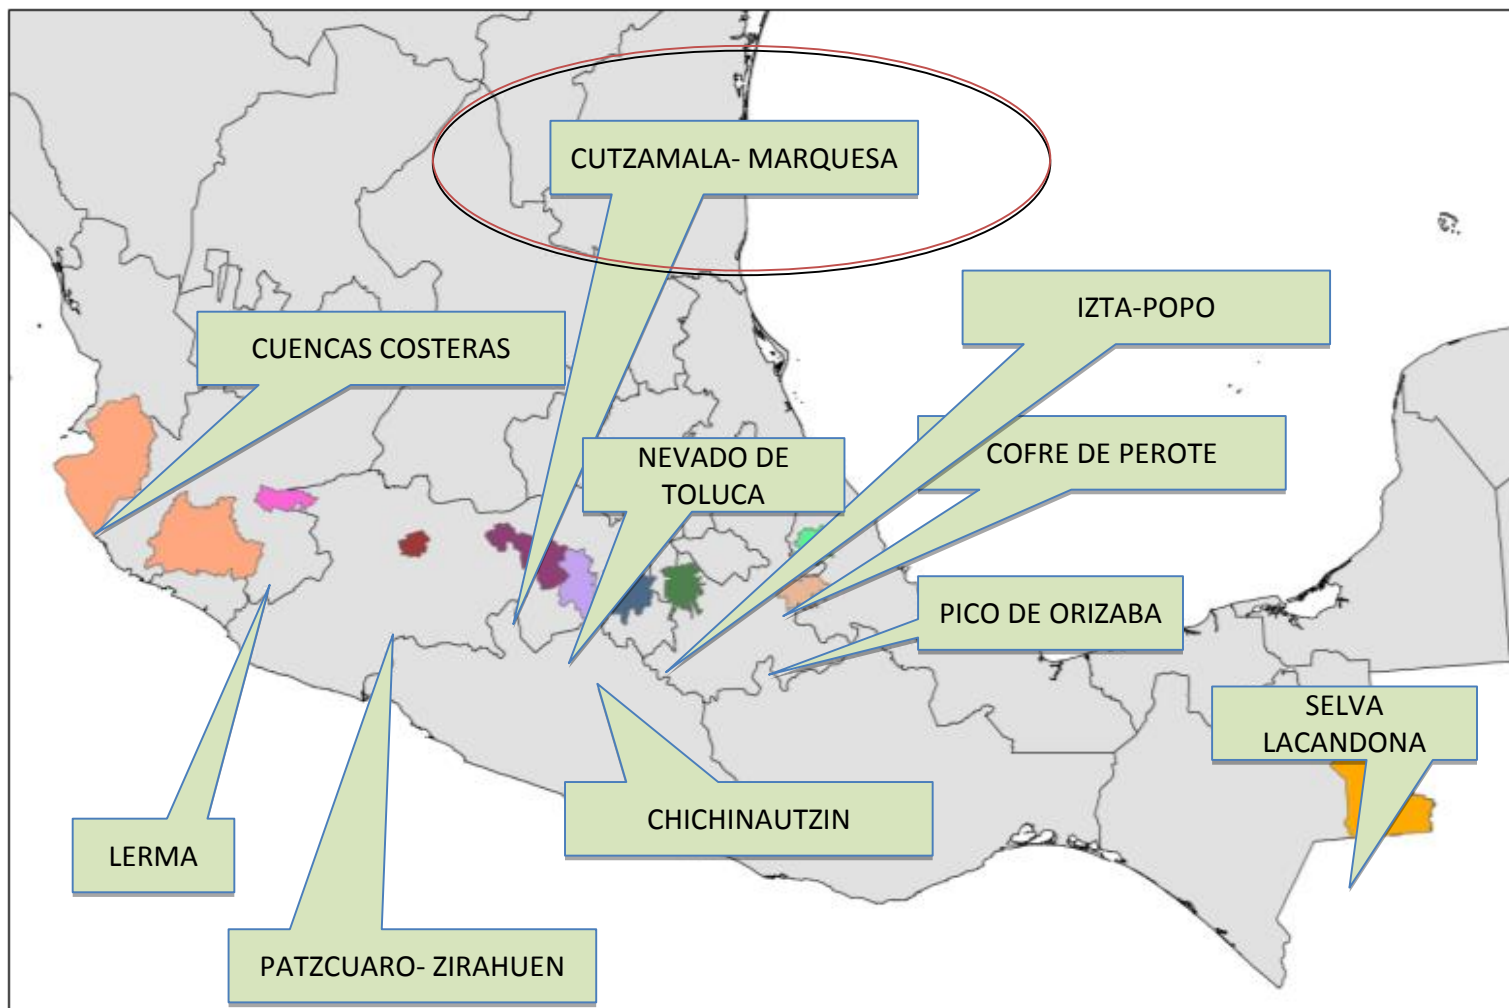 CUTZAMALA- MARQUESA
IZTA-POPO
CUENCAS COSTERAS
NEVADO DE
TOLUCA
COFRE DE PEROTE
PICO DE ORIZABA
SELVA
LACANDONA
CHICHINAUTZIN
LERMA
PATZCUARO- ZIRAHUEN